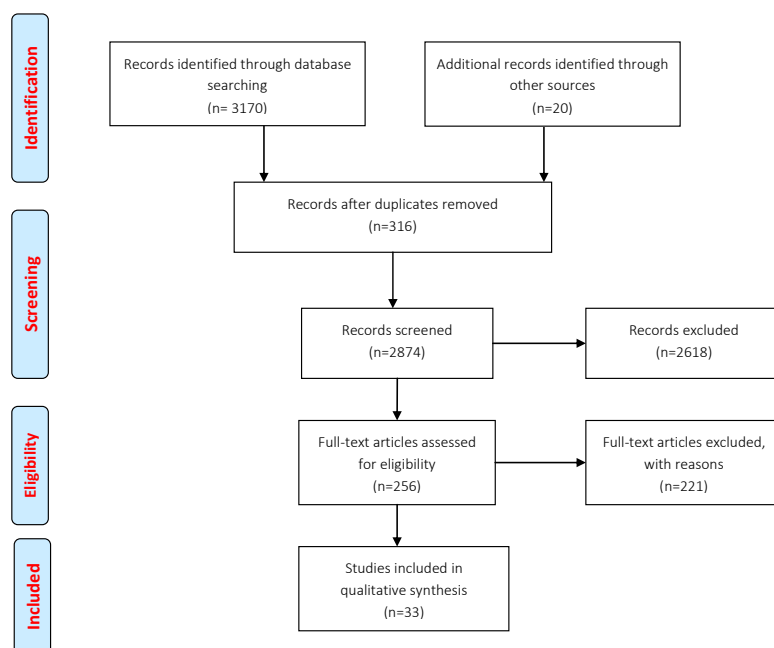 Identification
Records identified through database
searching
(n= 3170)
Additional records identified through
other sources
(n=20)
Records after duplicates removed
(n=316)
Screening
Records screened
(n=2874)
Records excluded
(n=2618)
Eligibility
Full-text articles assessed
for eligibility
(n=256)
Full-text articles excluded,
with reasons
(n=221)
Included
Studies included in
qualitative synthesis
(n=33)